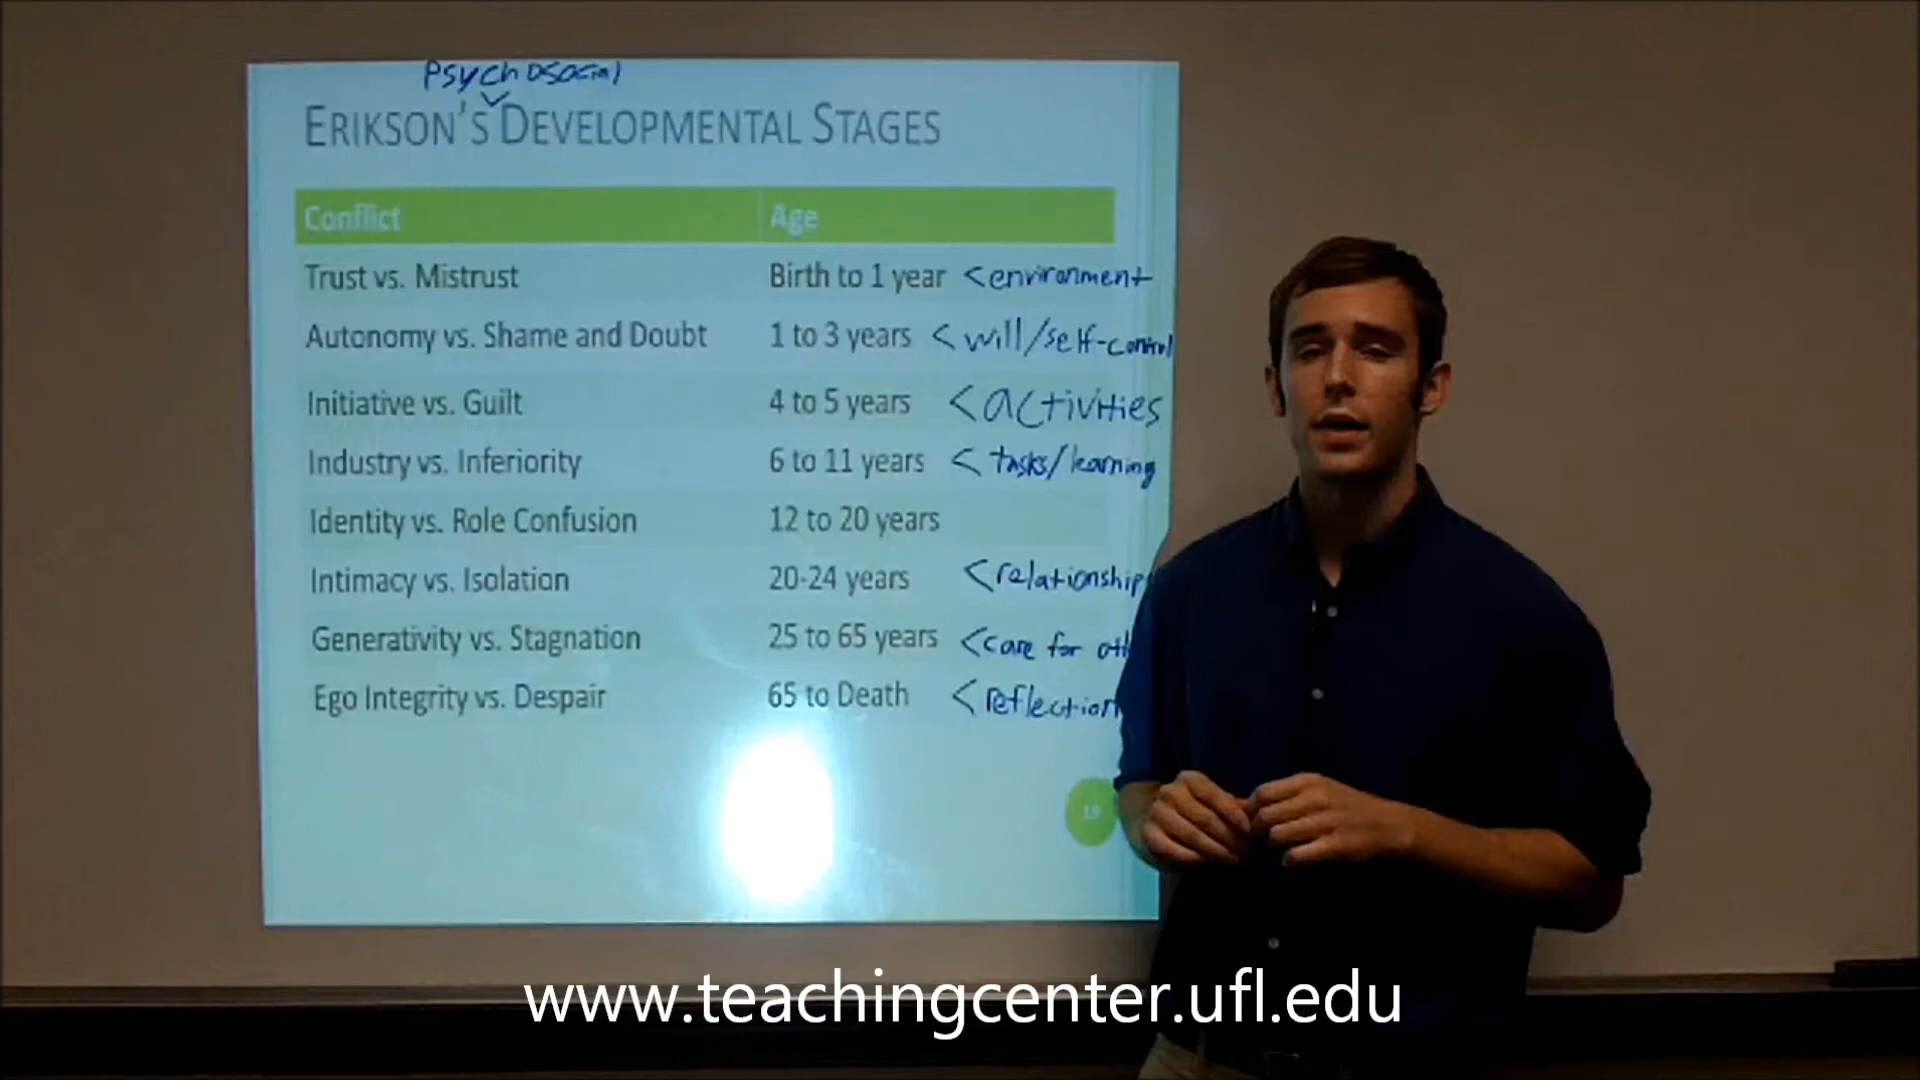 Psychosocial
ERIKSON'S DEVELOPMENTAL STAGES
Conflict Age
Trust vs. Mistrust Birth to 1 year <environment
Autonomy vs. Shame and Doubt 1 to 3 years <will/self-control
Initiative vs. Guilt 4 to 5 years <activities
Industry vs. Inferiority 6 to 11 years < tasks/learning
Identity vs. Role Confusion 12 to 20 years
Intimacy vs. Isolation 20-24 years <relationship
Generativity vs. Stagnation 25 to 65 years <care for
Ego Integrity vs. Despair 65 to Death <reflection
19
www.teachingcenter.ufl.edu